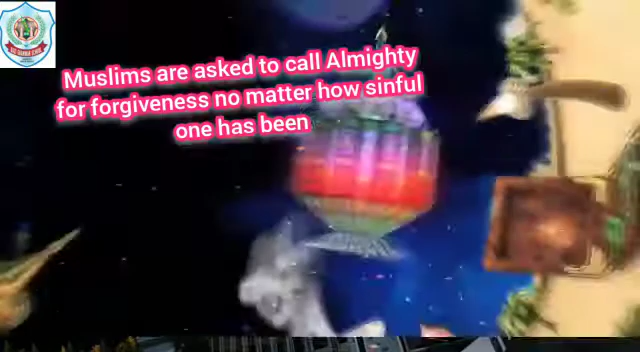 Muslims are asked to call Almighty
for forgiveness no matter how sinful
one has been